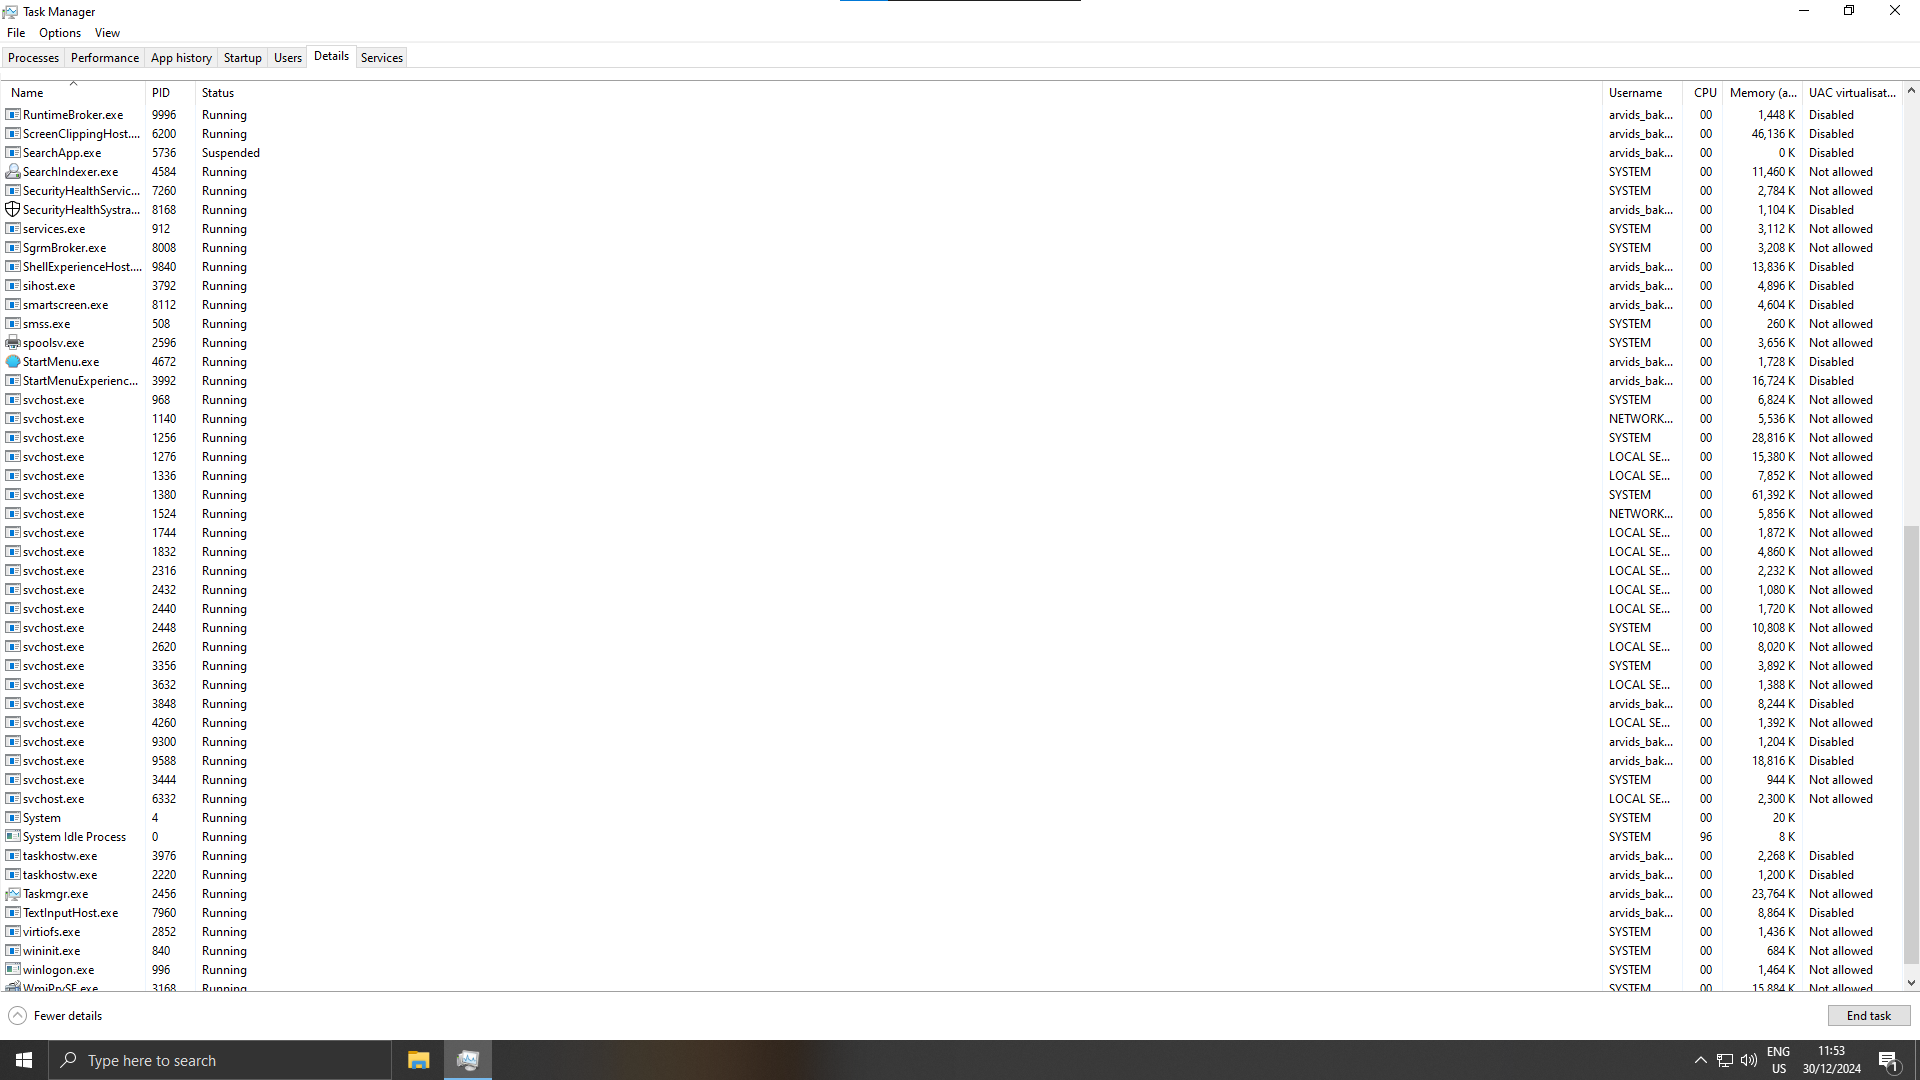 Task Manager
File Options View
Processes Performance App history Startup Users Details Services
Name PID Status Username CPU Memory (a... UAC virtualisat...
RuntimeBroker.exe 9996 Running arvids_bak... 00 1,448 K Disabled
ScreenClippingHost.... 6200 Running arvids_bak... 00 46,136 K Disabled
SearchApp.exe 5736 Suspended arvids_bak... 00 0 K Disabled
SearchIndexer.exe 4584 Running SYSTEM 00 11,460 K Not allowed
SecurityHealthServic... 7260 Running SYSTEM 00 2,784 K Not allowed
SecurityHealthSystra... 8168 Running arvids_bak... 00 1,104 K Disabled
services.exe 912 Running SYSTEM 00 3,112 K Not allowed
SgrmBroker.exe 8008 Running SYSTEM 00 3,208 K Not allowed
ShellExperienceHost.... 9840 Running arvids_bak... 00 13,836 K Disabled
sihost.exe 3792 Running arvids_bak... 00 4,896 K Disabled
smartscreen.exe 8112 Running arvids_bak... 00 4,604 K Disabled
smss.exe 508 Running SYSTEM 00 260 K Not allowed
spoolsv.exe 2596 Running SYSTEM 00 3,656 K Not allowed
StartMenu.exe 4672 Running arvids_bak... 00 1,728 K Disabled
StartMenuExperienc... 3992 Running arvids_bak... 00 16,724 K Disabled
svchost.exe 968 Running SYSTEM 00 6,824 K Not allowed
svchost.exe 1140 Running NETWORK... 00 5,536 K Not allowed
svchost.exe 1256 Running SYSTEM 00 28,816 K Not allowed
svchost.exe 1276 Running LOCAL SE... 00 15,380 K Not allowed
svchost.exe 1336 Running LOCAL SE... 00 7,852 K Not allowed
svchost.exe 1380 Running SYSTEM 00 61,392 K Not allowed
svchost.exe 1524 Running NETWORK... 00 5,856 K Not allowed
svchost.exe 1744 Running LOCAL SE... 00 1,872 K Not allowed
svchost.exe 1832 Running LOCAL SE... 00 4,860 K Not allowed
svchost.exe 2316 Running LOCAL SE... 00 2,232 K Not allowed
svchost.exe 2432 Running LOCAL SE... 00 1,080 K Not allowed
svchost.exe 2440 Running LOCAL SE... 00 1,720 K Not allowed
svchost.exe 2448 Running SYSTEM 00 10,808 K Not allowed
svchost.exe 2620 Running LOCAL SE... 00 8,020 K Not allowed
svchost.exe 3356 Running SYSTEM 00 3,892 K Not allowed
svchost.exe 3632 Running LOCAL SE... 00 1,388 K Not allowed
svchost.exe 3848 Running arvids_bak... 00 8,244 K Disabled
svchost.exe 4260 Running LOCAL SE... 00 1,392 K Not allowed
svchost.exe 9300 Running arvids_bak... 00 1,204 K Disabled
svchost.exe 9588 Running arvids_bak... 00 18,816 K Disabled
svchost.exe 3444 Running SYSTEM 00 944 K Not allowed
svchost.exe 6332 Running LOCAL SE... 00 2,300 K Not allowed
System 4 Running SYSTEM 00 20 K
System Idle Process 0 Running SYSTEM 96 8 K
taskhostw.exe 3976 Running arvids_bak... 00 2,268 K Disabled
taskhostw.exe 2220 Running arvids_bak... 00 1,200 K Disabled
Taskmgr.exe 2456 Running arvids_bak... 00 23,764 K Not allowed
TextInputHost.exe 7960 Running arvids_bak... 00 8,864 K Disabled
virtiofs.exe 2852 Running SYSTEM 00 1,436 K Not allowed
wininit.exe 840 Running SYSTEM 00 684 K Not allowed
winlogon.exe 996 Running SYSTEM 00 1,464 K Not allowed
WmiPrvSE.exe 3168 Running SYSTEM 00 15,884 K Not allowed
Fewer details End task
Type here to search
ENG
US
11:53
30/12/2024
1